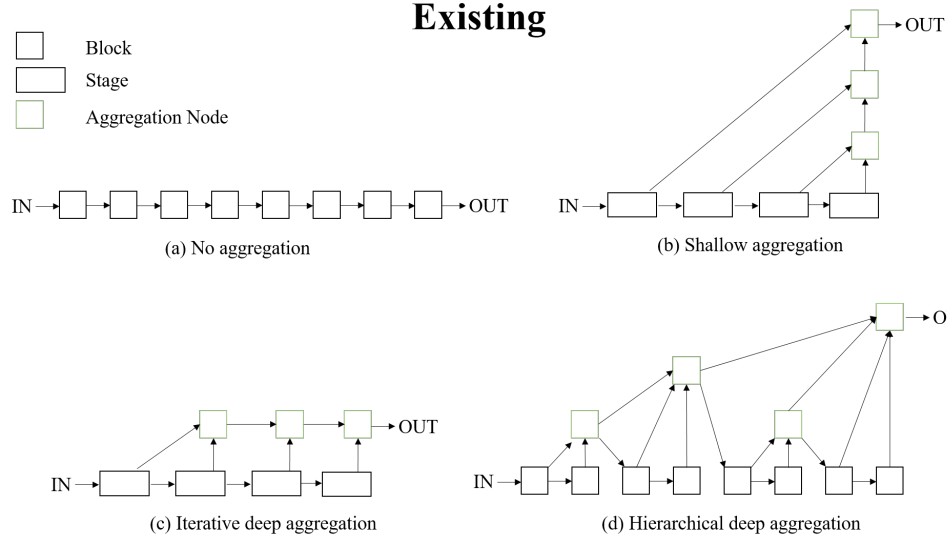 Existing
Block
Stage
Aggregation Node
IN
OUT
(a) No aggregation
IN
OUT
(b) Shallow aggregation
IN
OUT
(c) Iterative deep aggregation
IN
O
(d) Hierarchical deep aggregation